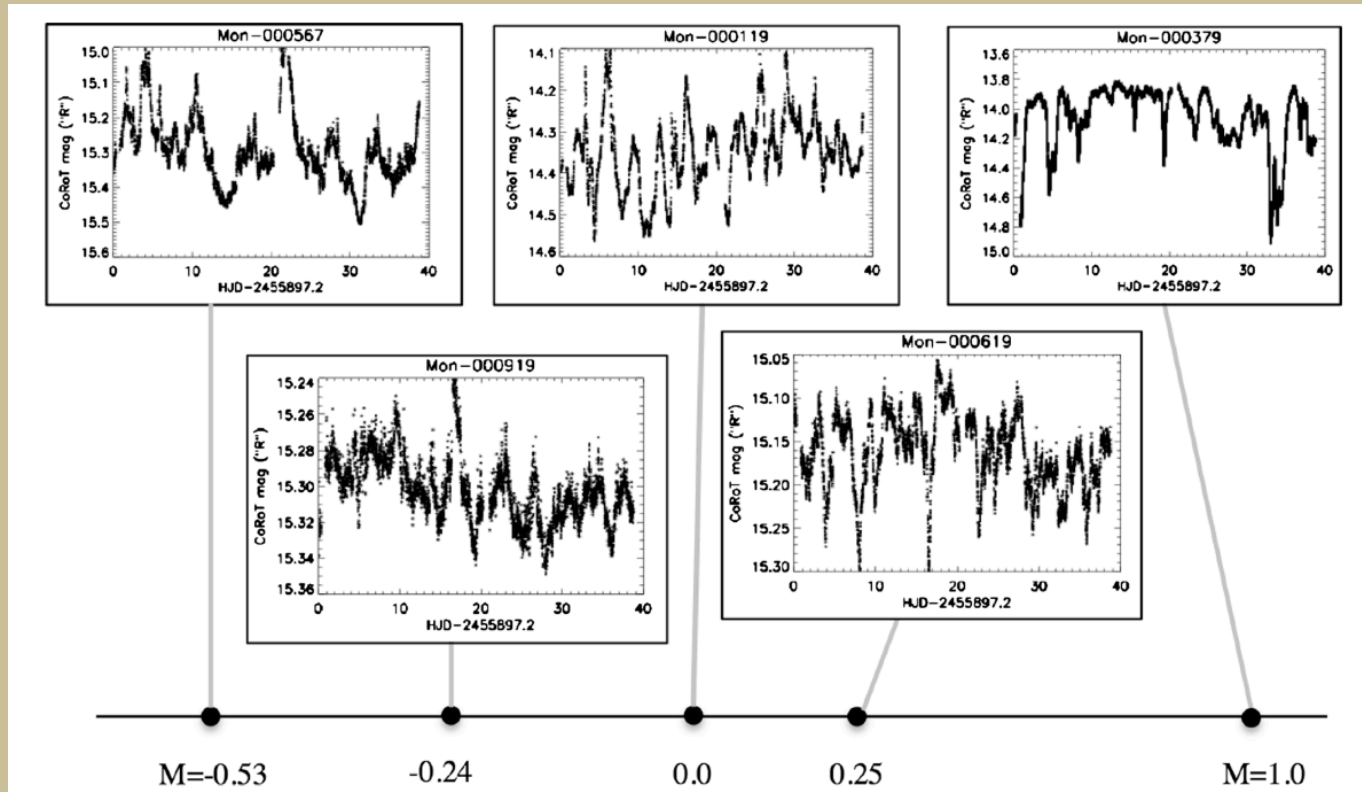 Mon-000567
15.0
15.1
15.2
15.3
15.4
15.5
15.6
CoRoT mag ("R")
0 10 20 30 40
HJD-2455897.2
Mon-000119
14.1
14.2
14.3
14.4
14.5
14.6
CoRoT mag ("R")
0 10 20 30 40
HJD-2455897.2
Mon-000379
13.6
13.8
14.0
14.2
14.4
14.6
14.8
15.0
CoRoT mag ("R")
0 10 20 30 40
HJD-2455897.2
Mon-000919
15.24
15.26
15.28
15.30
15.32
15.34
15.36
CoRoT mag ("R")
0 10 20 30 40
HJD-2455897.2
Mon-000619
15.05
15.10
15.15
15.20
15.25
15.30
CoRoT mag ("R")
0 10 20 30 40
HJD-2455897.2
M=-0.53 -0.24 0.0 0.25 M=1.0